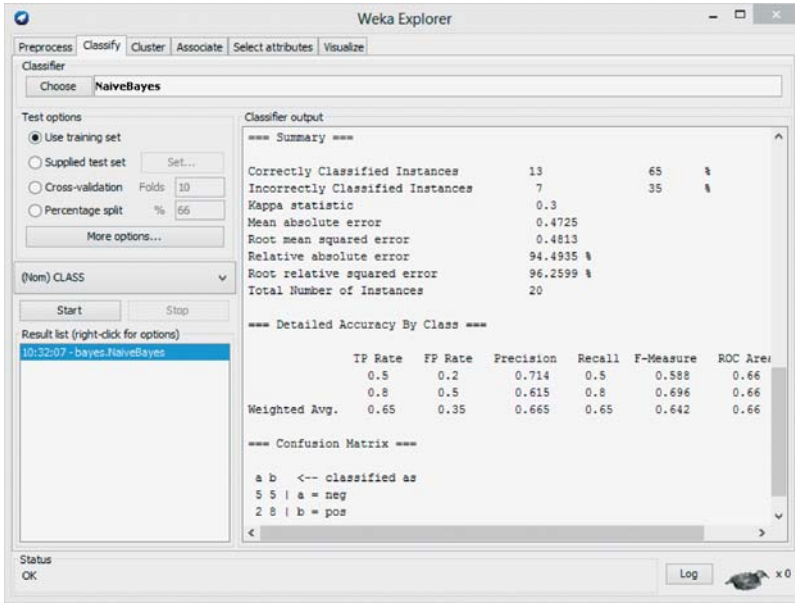 Weka Explorer
Preprocess Classify Cluster Associate Select attributes Visualize
Classifier
Choose NaiveBayes
Test options
Use training set
Supplied test set Set...
Cross-validation Folds 10
Percentage split % 66
More options...
(Nom) CLASS
Start Stop
Result list (right-click for options)
10:32:07 - bayes.NaiveBayes
Classifier output
=== Summary ===
Correctly Classified Instances 13 65 %
Incorrectly Classified Instances 7 35 %
Kappa statistic 0.3
Mean absolute error 0.4725
Root mean squared error 0.4813
Relative absolute error 94.4935 %
Root relative squared error 96.2599 %
Total Number of Instances 20
=== Detailed Accuracy By Class ===
TP Rate FP Rate Precision Recall F-Measure ROC Area
0.5 0.2 0.714 0.5 0.588 0.66
0.8 0.5 0.615 0.8 0.696 0.66
Weighted Avg. 0.65 0.35 0.665 0.65 0.642 0.66
=== Confusion Matrix ===
a b <-- classified as
5 5 | a = neg
2 8 | b = pos
Status
OK
Log
x 0